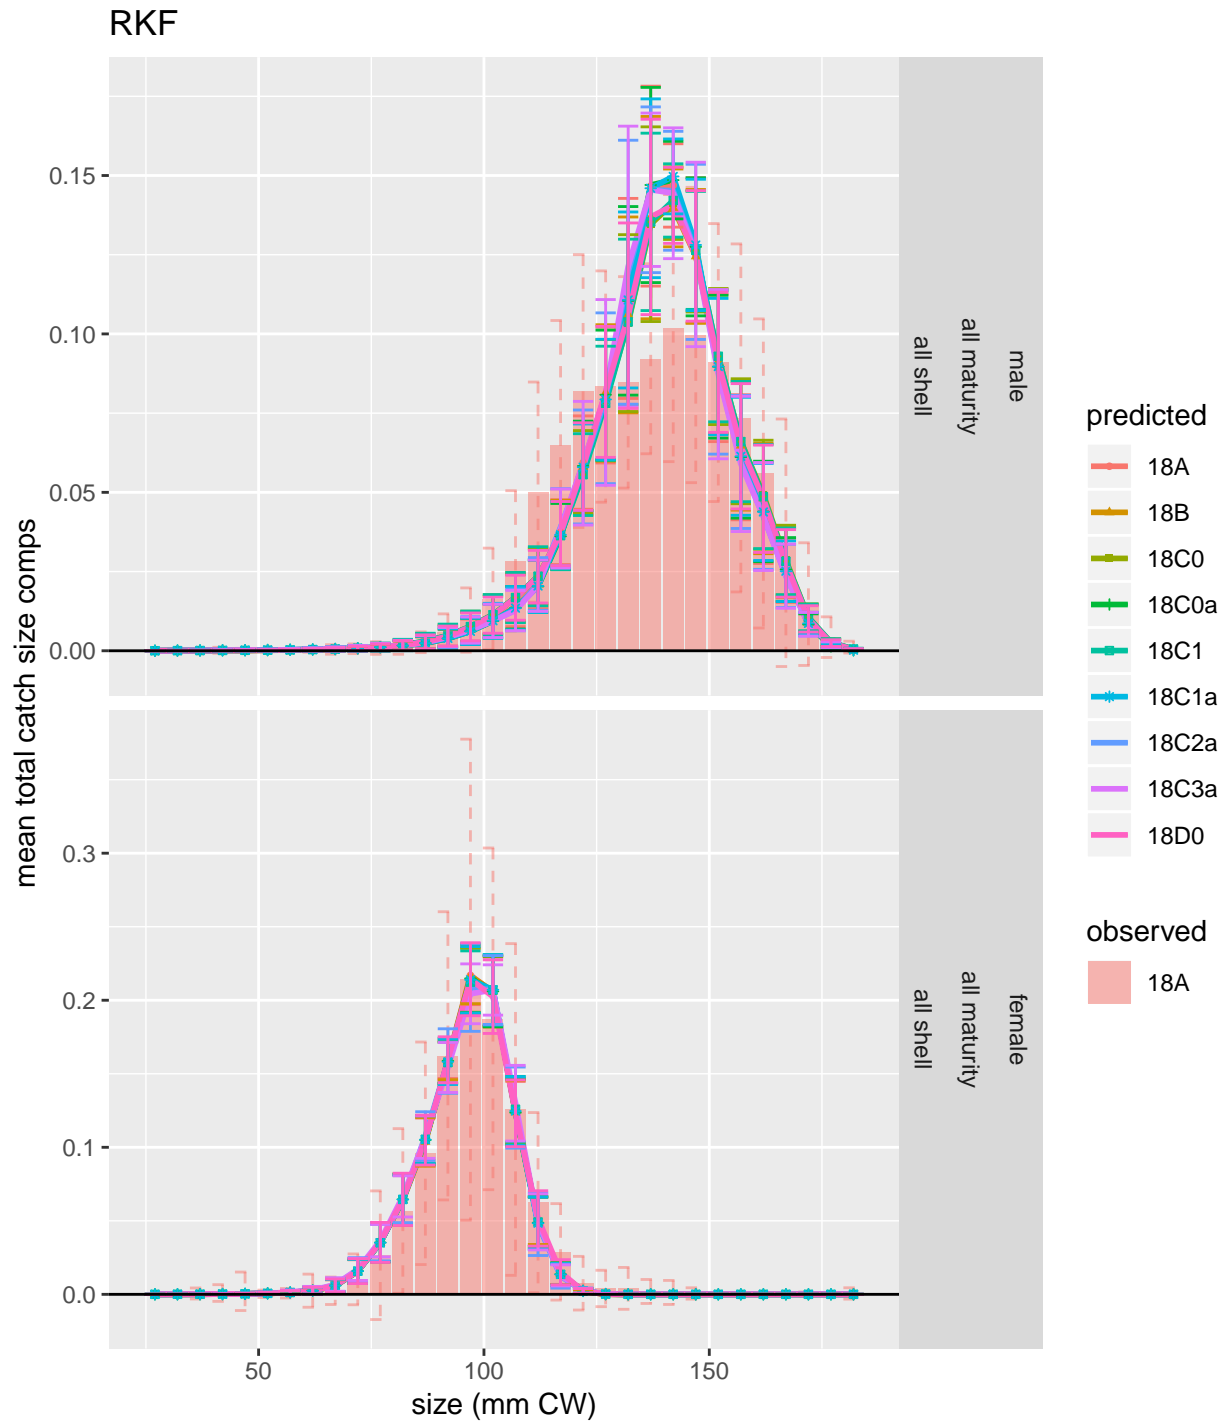 RKF
mean total catch size comps
0.15
0.10
0.05
0.00
male
all maturity
all shell
0.3
0.2
0.1
0.0
female
all maturity
all shell
50 100 150
size (mm CW)
predicted
18A
18B
18C0
18C0a
18C1
18C1a
18C2a
18C3a
18D0
observed
18A